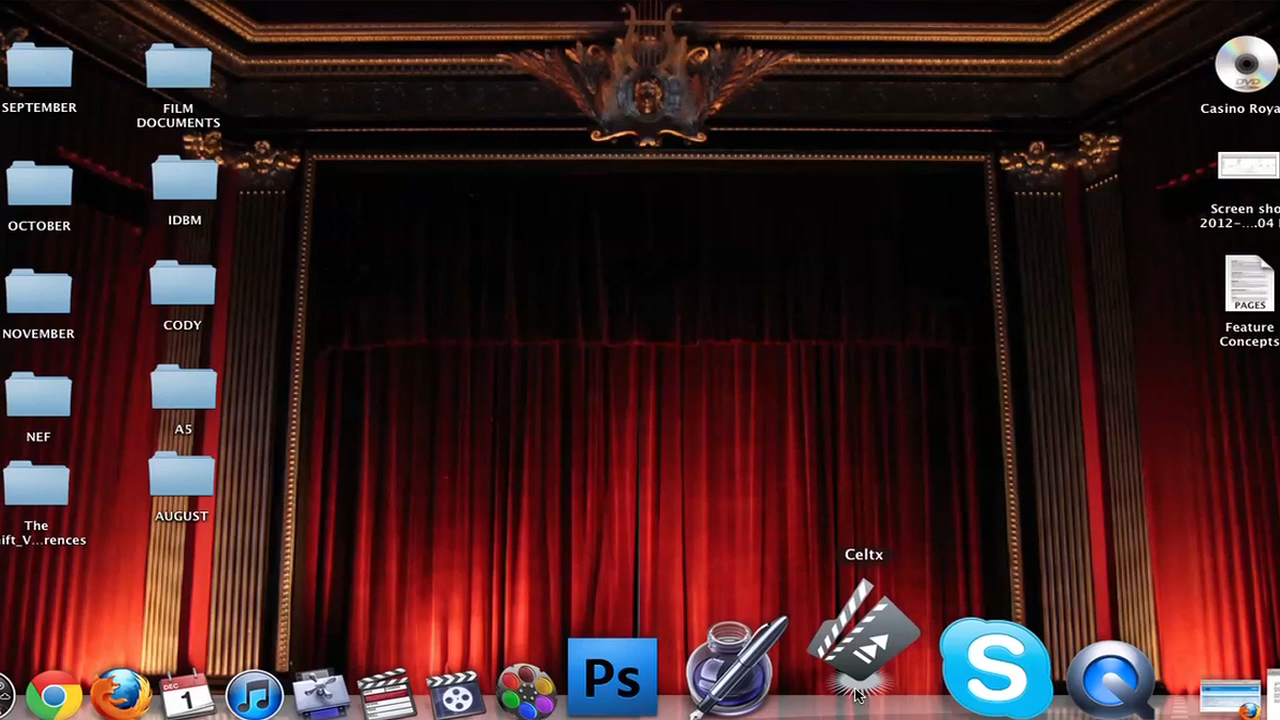 SEPTEMBER
FILM
DOCUMENTS
OCTOBER
IDBM
NOVEMBER
CODY
NEF
A5
The
ift_V...rences
AUGUST
DVD
Casino Roya
Screen sho
2012-....04
PAGES
Feature
Concepts
Celtx
DEC
1
Ps
S